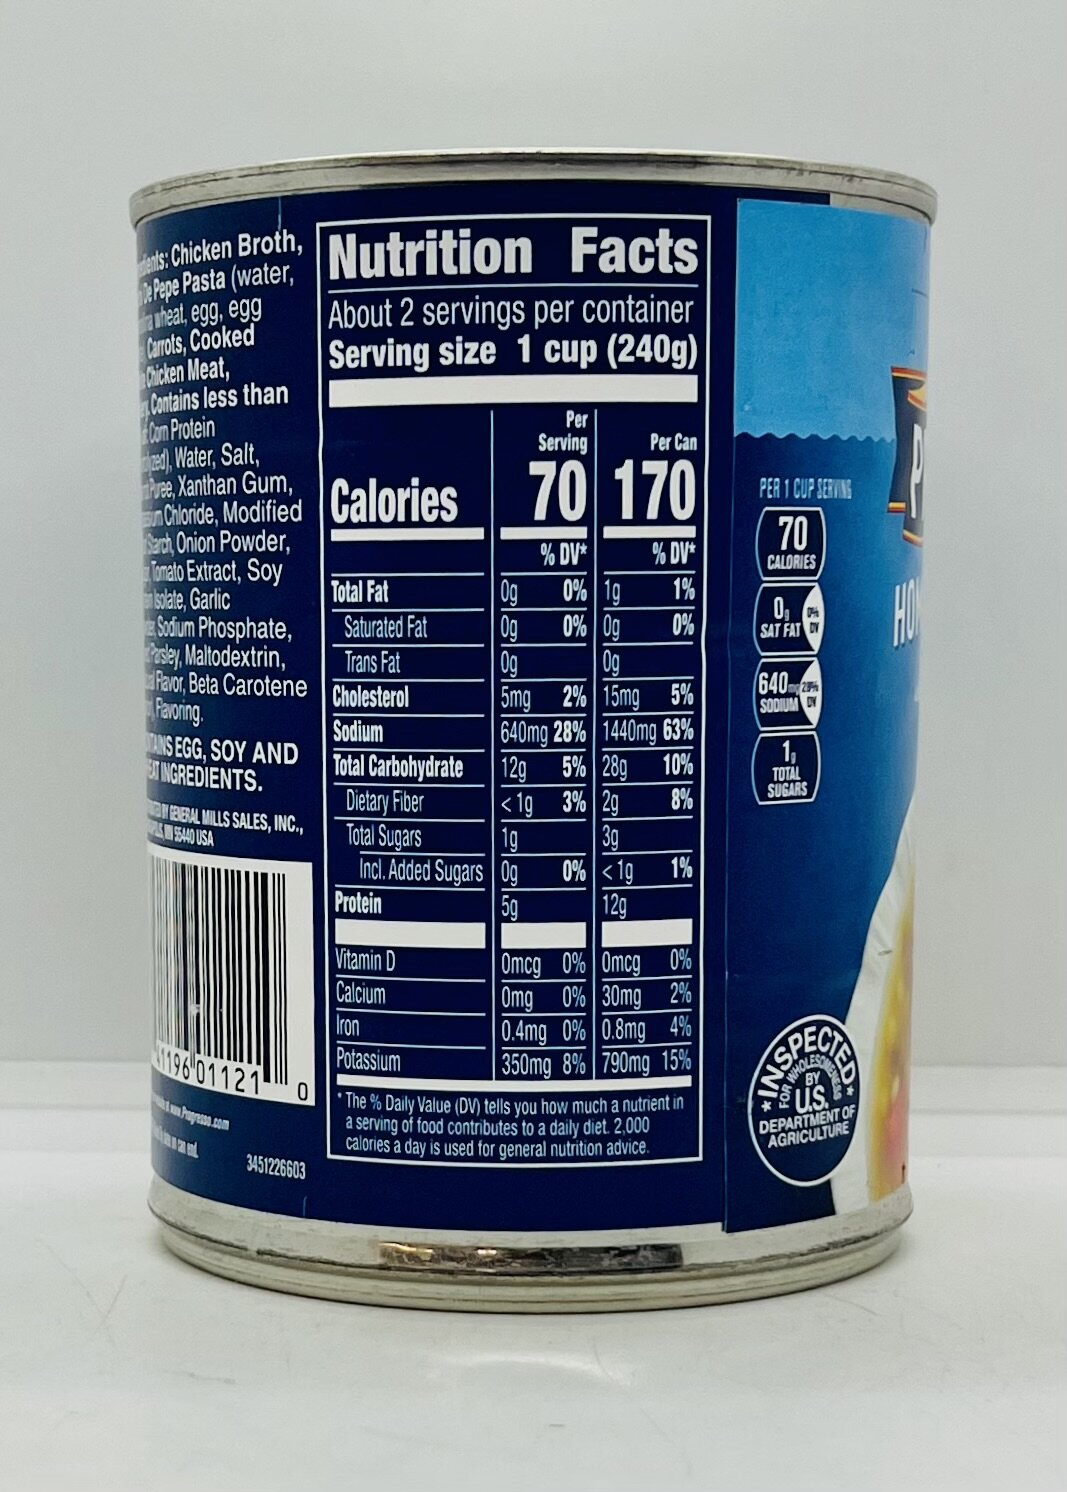 Chicken Broth,
De Pepe Pasta (water,
wheat, egg, egg
Carrots, Cooked
Chicken Meat,
Contains less than
Corn Protein
Water, Salt,
Puree, Xanthan Gum,
Chloride, Modified
Starch, Onion Powder,
Tomato Extract, Soy
Isolate, Garlic
Sodium Phosphate,
Parsley, Maltodextrin,
Flavor, Beta Carotene
Flavoring.
EGG, SOY AND
INGREDIENTS.
BY GENERAL MILLS SALES, INC.,
MN 55440 USA
41196 01121 0
www.Progresso.com
can end.
3451226603
Nutrition Facts
About 2 servings per container
Serving size 1 cup (240g)
Per Serving Per Can
Calories 70 170
% DV* % DV*
Total Fat 0g 0% 1g 1%
Saturated Fat 0g 0% 0g 0%
Trans Fat 0g 0g
Cholesterol 5mg 2% 15mg 5%
Sodium 640mg 28% 1440mg 63%
Total Carbohydrate 12g 5% 28g 10%
Dietary Fiber <1g 3% 2g 8%
Total Sugars 1g 3g
Incl. Added Sugars 0g 0% <1g 1%
Protein 5g 12g
Vitamin D 0mcg 0% 0mcg 0%
Calcium 0mg 0% 30mg 2%
Iron 0.4mg 0% 0.8mg 4%
Potassium 350mg 8% 790mg 15%
* The % Daily Value (DV) tells you how much a nutrient in
a serving of food contributes to a daily diet. 2,000
calories a day is used for general nutrition advice.
PER 1 CUP SERVING
70
CALORIES
0g
SAT FAT
0% DV
640mg
SODIUM
28% DV
1g
TOTAL
SUGARS
INSPECTED
FOR WHOLESOMENESS
BY
U.S.
DEPARTMENT OF
AGRICULTURE